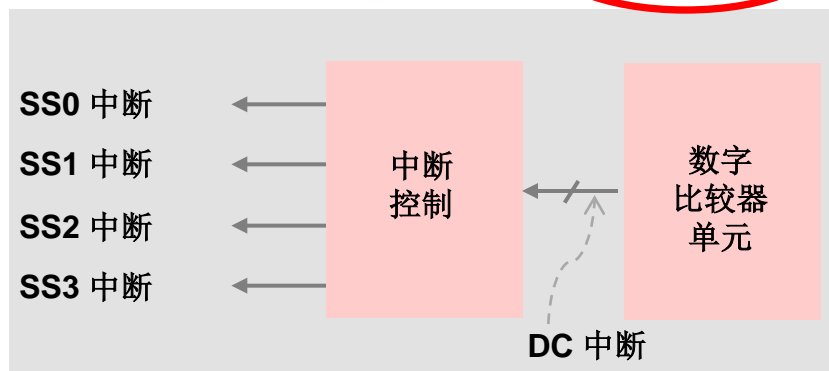 SS0 中断
SS1 中断
SS2 中断
SS3 中断
中断
控制
数字
比较器
单元
DC 中断